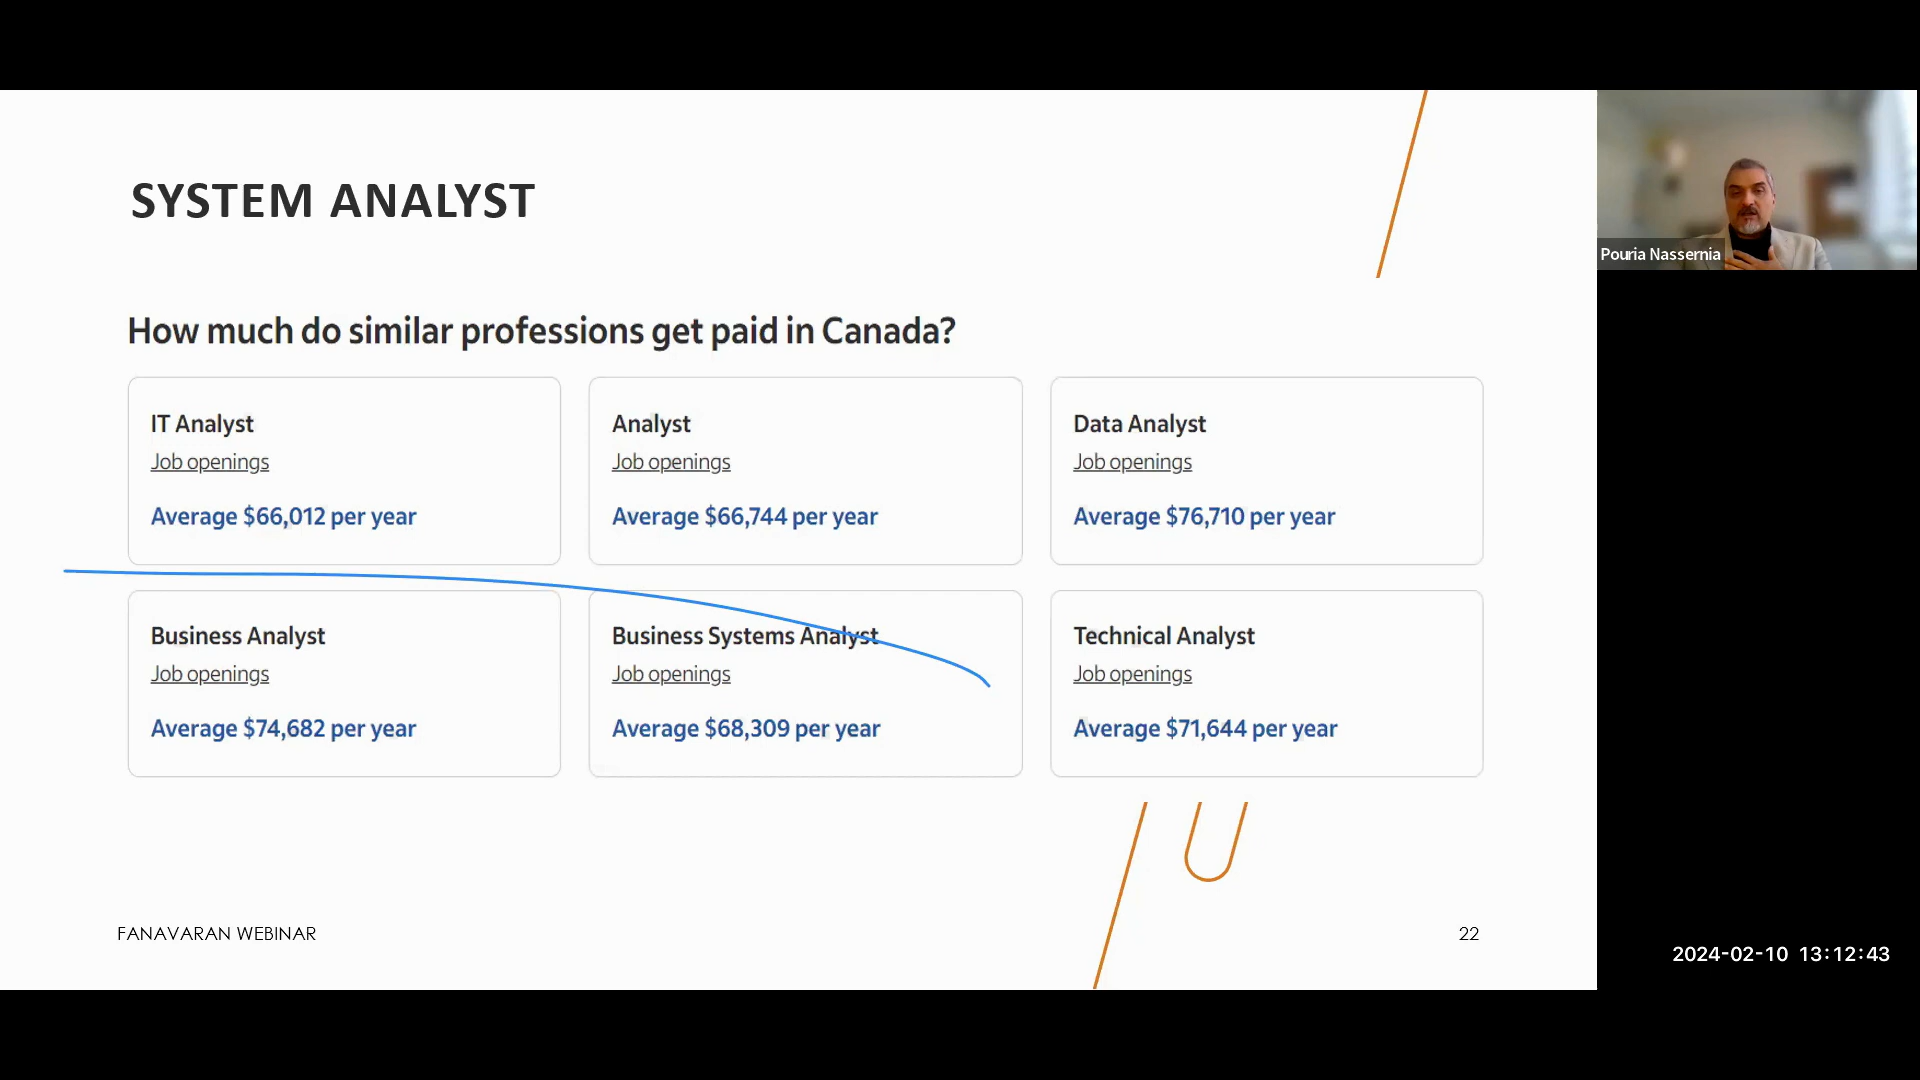 SYSTEM ANALYST
How much do similar professions get paid in Canada?
IT Analyst
Job openings
Average $66,012 per year
Analyst
Job openings
Average $66,744 per year
Data Analyst
Job openings
Average $76,710 per year
Business Analyst
Job openings
Average $74,682 per year
Business Systems Analyst
Job openings
Average $68,309 per year
Technical Analyst
Job openings
Average $71,644 per year
FANAVARAN WEBINAR
22
Pouria Nassernia
2024-02-10 13:12:43